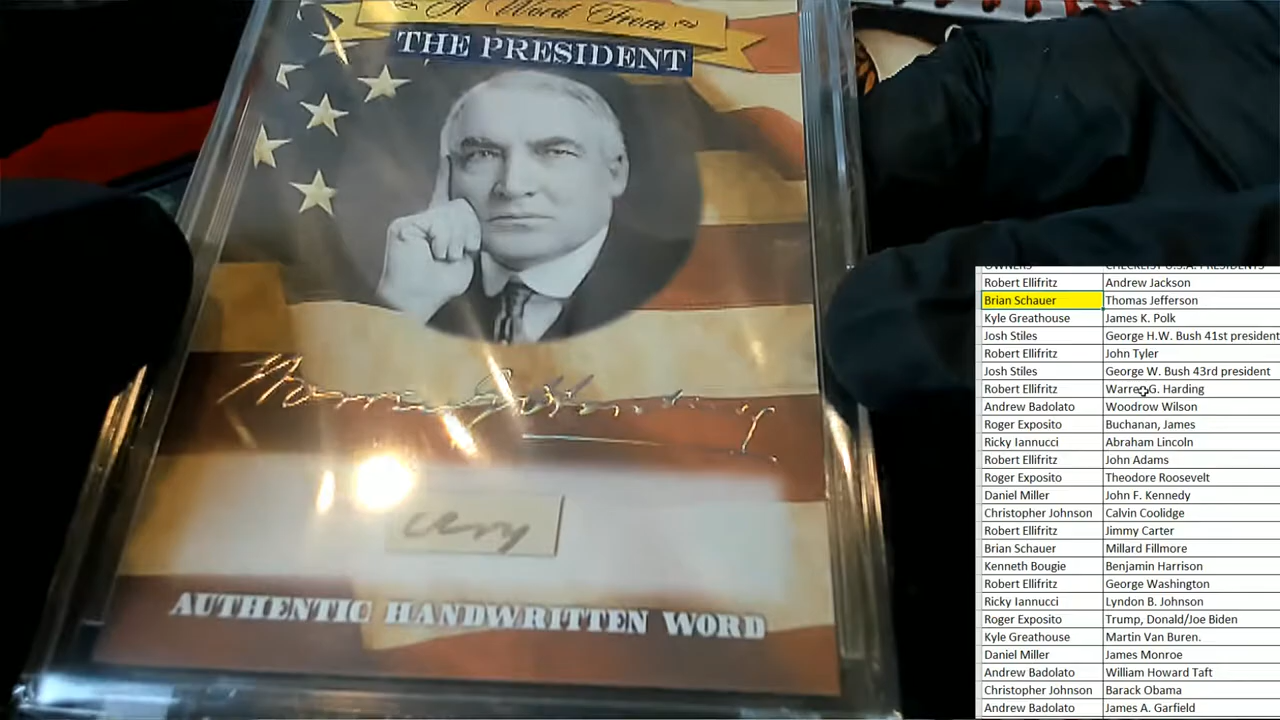 A Word From
THE PRESIDENT
Warren G Harding
AUTHENTIC HANDWRITTEN WORD
OWNERS CHECKLIST U.S.A. PRESIDENTS
Robert Ellifritz Andrew Jackson
Brian Schauer Thomas Jefferson
Kyle Greathouse James K. Polk
Josh Stiles George H.W. Bush 41st president
Robert Ellifritz John Tyler
Josh Stiles George W. Bush 43rd president
Robert Ellifritz Warren G. Harding
Andrew Badolato Woodrow Wilson
Roger Exposito Buchanan, James
Ricky Iannucci Abraham Lincoln
Robert Ellifritz John Adams
Roger Exposito Theodore Roosevelt
Daniel Miller John F. Kennedy
Christopher Johnson Calvin Coolidge
Robert Ellifritz Jimmy Carter
Brian Schauer Millard Fillmore
Kenneth Bougie Benjamin Harrison
Robert Ellifritz George Washington
Ricky Iannucci Lyndon B. Johnson
Roger Exposito Trump, Donald/Joe Biden
Kyle Greathouse Martin Van Buren.
Daniel Miller James Monroe
Andrew Badolato William Howard Taft
Christopher Johnson Barack Obama
Andrew Badolato James A. Garfield